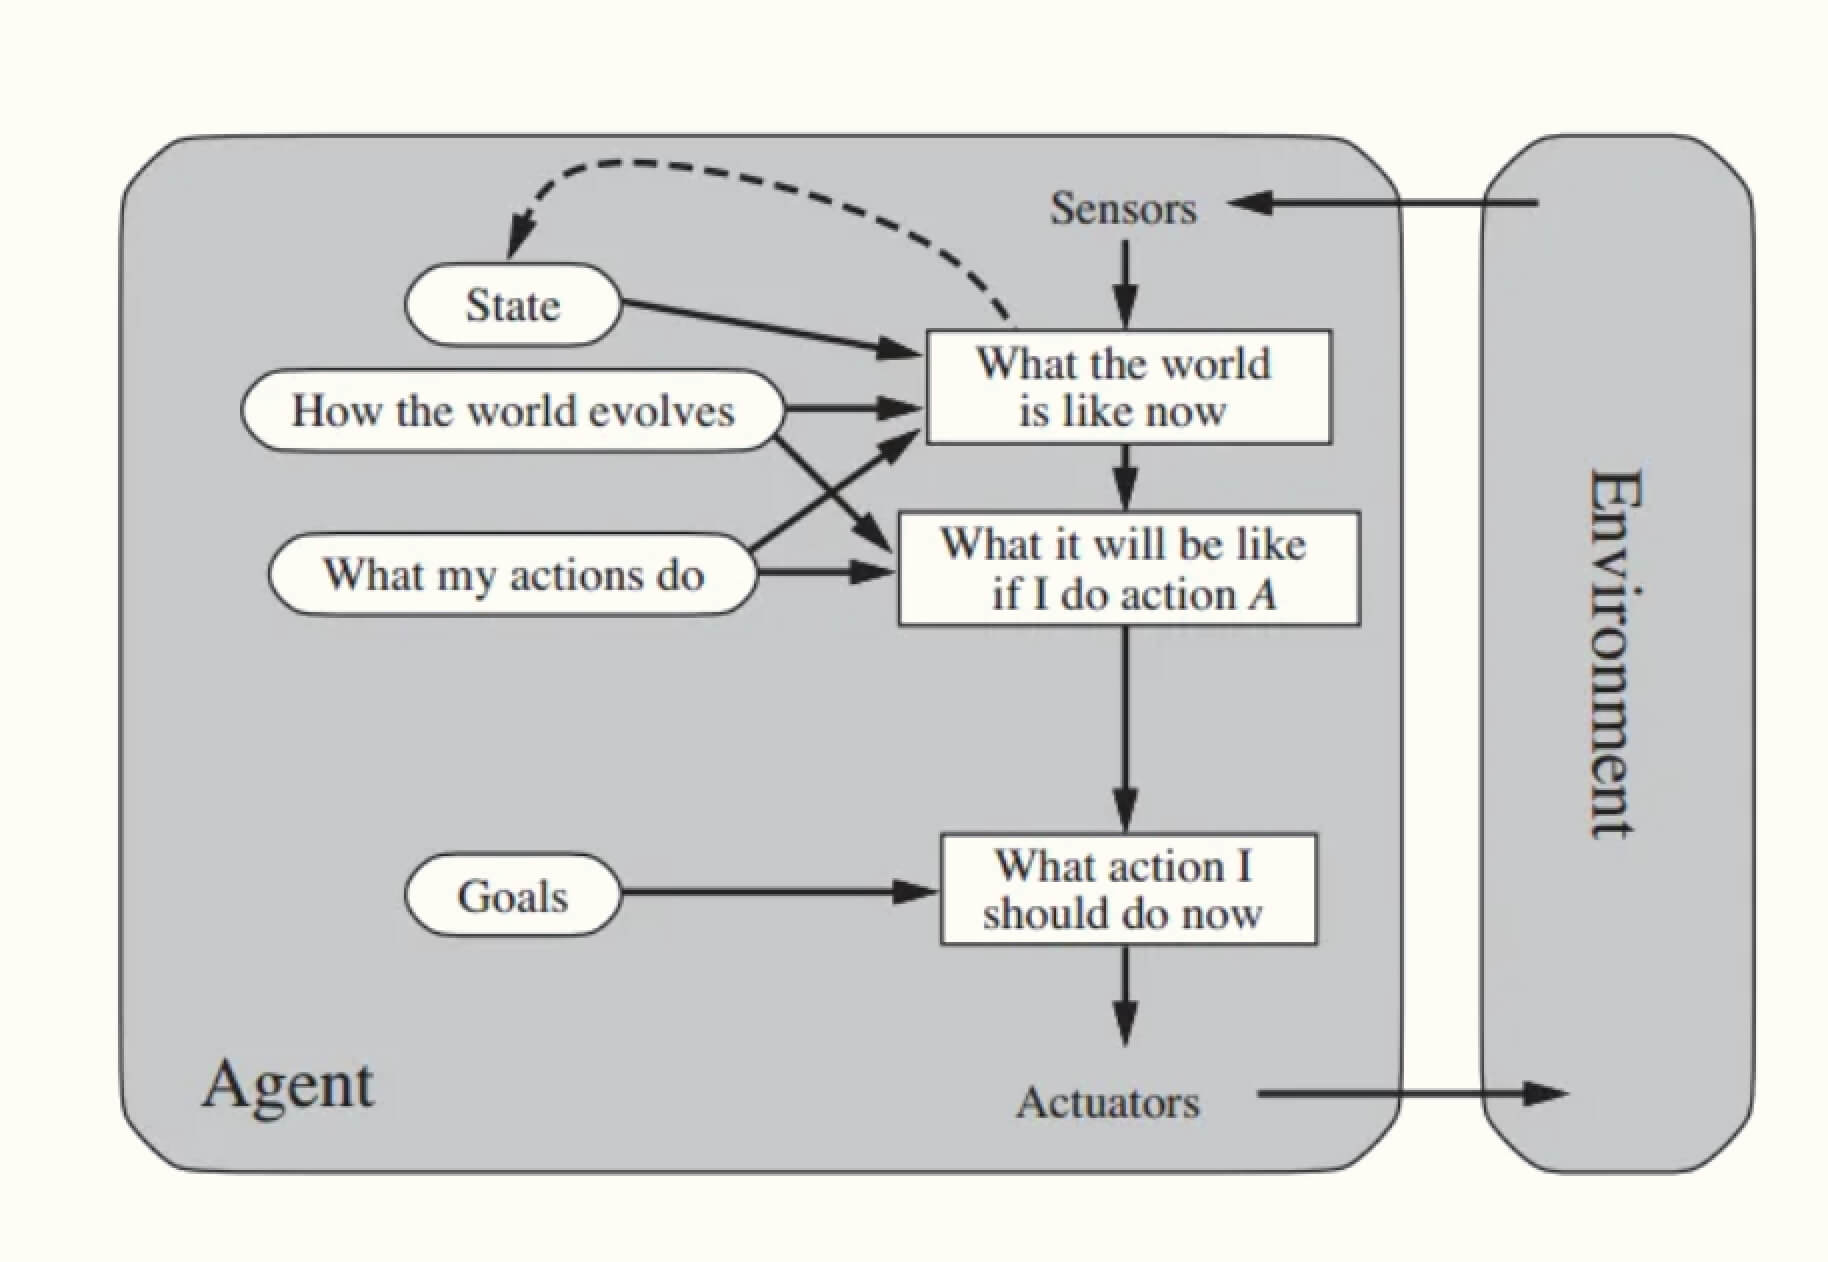 Sensors
State
What the world
is like now
How the world evolves
What it will be like
if I do action A
What my actions do
Environment
Goals
What action I
should do now
Agent
Actuators